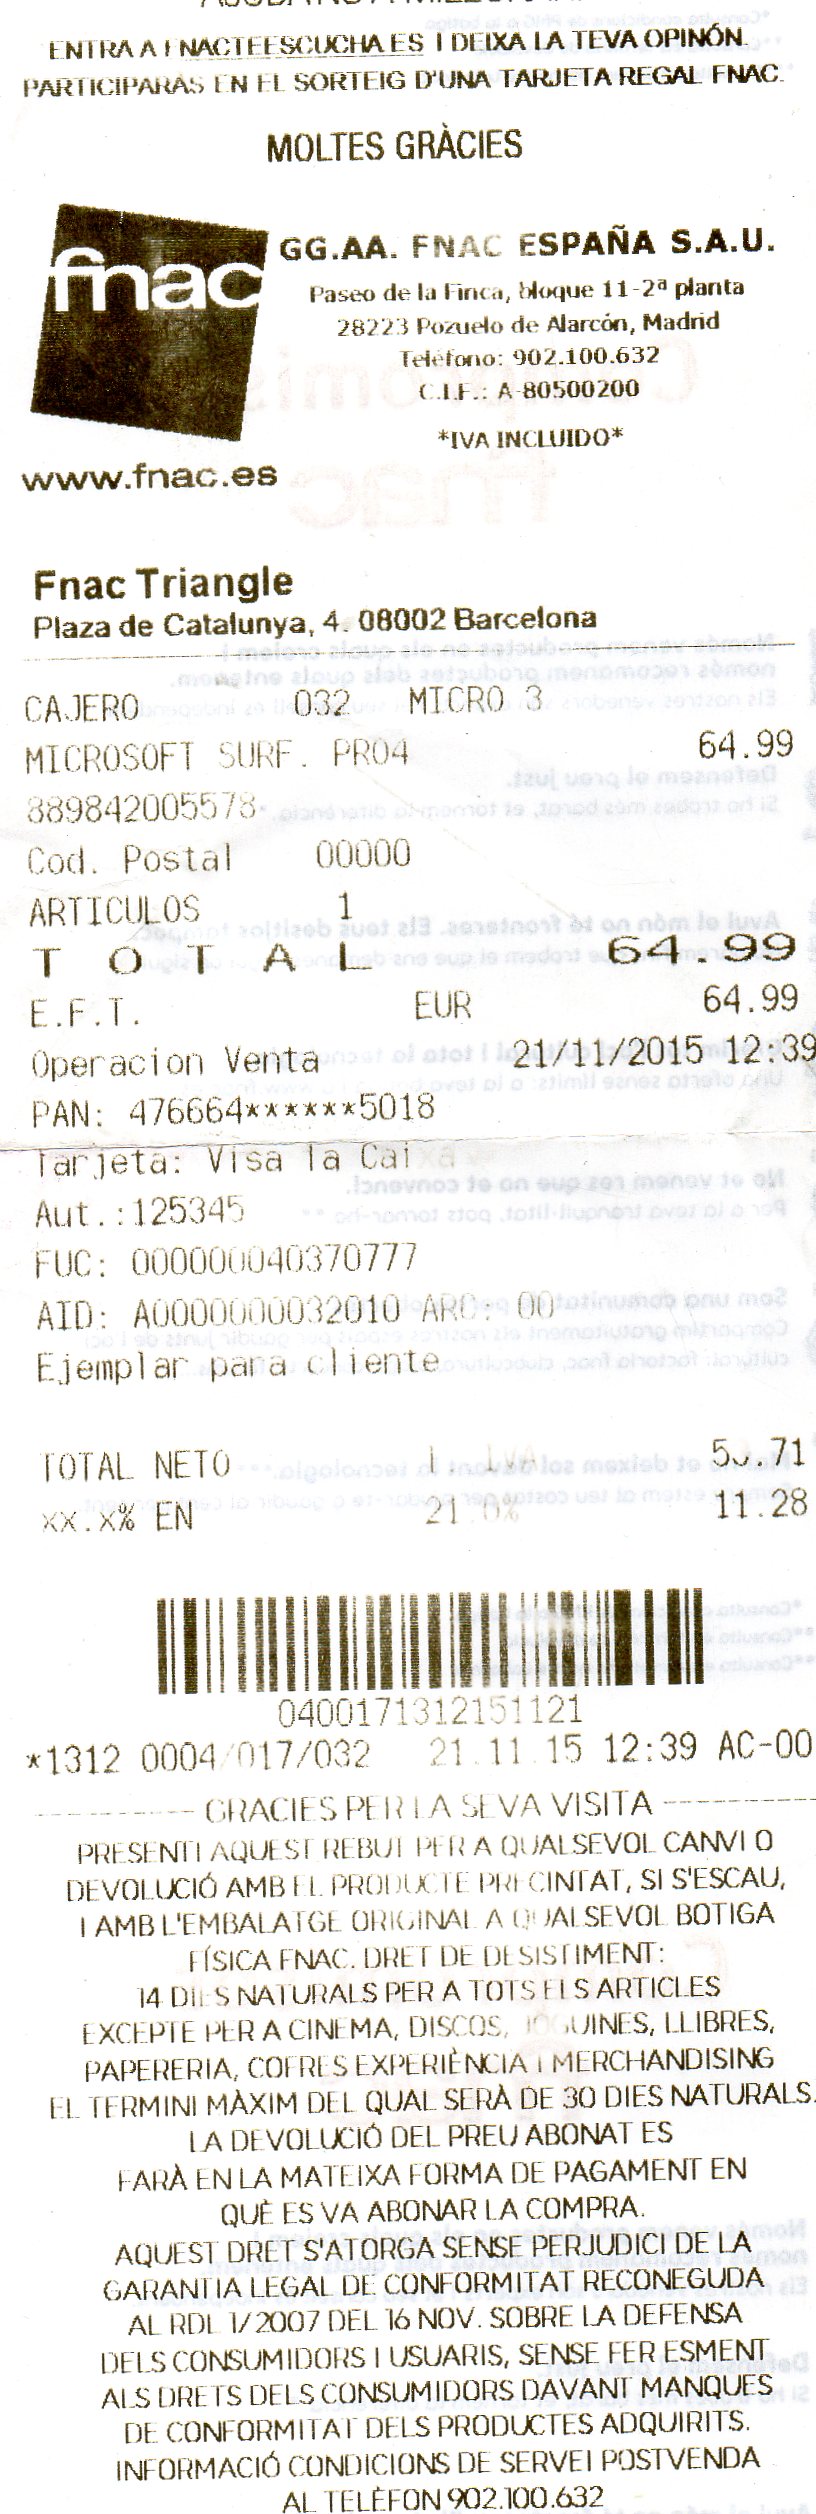 ENTRA A FNACTEESCUCHA.ES I DEIXA LA TEVA OPINÓN
PARTICIPARÀS EN EL SORTEIG D'UNA TARJETA REGAL FNAC.
MOLTES GRÀCIES
fnac
GG.AA. FNAC ESPAÑA S.A.U.
Paseo de la Finca, bloque 11-2ª planta
28223 Pozuelo de Alarcón, Madrid
Teléfono: 902.100.632
C.I.F.: A-80500200
*IVA INCLUIDO*
www.fnac.es
Fnac Triangle
Plaza de Catalunya, 4. 08002 Barcelona
CAJERO 032 MICRO 3
MICROSOFT SURF. PRO4 64.99
889842005578
Cod. Postal 00000
ARTICULOS 1
T O T A L 64.99
E.F.T. EUR 64.99
Operacion Venta 21/11/2015 12:39
PAN: 476664******5018
Tarjeta: Visa la Cai
Aut.:125345
FUC: 000000040370777
AID: A0000000032010 ARC: 00
Ejemplar para cliente
TOTAL NETO
xx.x% EN 21.0% 11.28
0400171312151121
*1312 0004/017/032 21.11.15 12:39 AC-00
---------- GRACIES PER LA SEVA VISITA ----------
PRESENTI AQUEST REBUT PER A QUALSEVOL CANVI O
DEVOLUCIÓ AMB EL PRODUCTE PRECINTAT, SI S'ESCAU,
I AMB L'EMBALATGE ORIGINAL A QUALSEVOL BOTIGA
FÍSICA FNAC. DRET DE DESISTIMENT:
14 DIES NATURALS PER A TOTS ELS ARTICLES
EXCEPTE PER A CINEMA, DISCOS, JOGUINES, LLIBRES,
PAPERERIA, COFRES EXPERIÈNCIA I MERCHANDISING
EL TERMINI MÀXIM DEL QUAL SERÀ DE 30 DIES NATURALS.
LA DEVOLUCIÓ DEL PREU ABONAT ES
FARÀ EN LA MATEIXA FORMA DE PAGAMENT EN
QUÈ ES VA ABONAR LA COMPRA.
AQUEST DRET S'ATORGA SENSE PERJUDICI DE LA
GARANTIA LEGAL DE CONFORMITAT RECONEGUDA
AL RDL 1/2007 DEL 16 NOV. SOBRE LA DEFENSA
DELS CONSUMIDORS I USUARIS, SENSE FER ESMENT
ALS DRETS DELS CONSUMIDORS DAVANT MANQUES
DE CONFORMITAT DELS PRODUCTES ADQUIRITS.
INFORMACIÓ CONDICIONS DE SERVEI POSTVENDA
AL TELÈFON 902.100.632